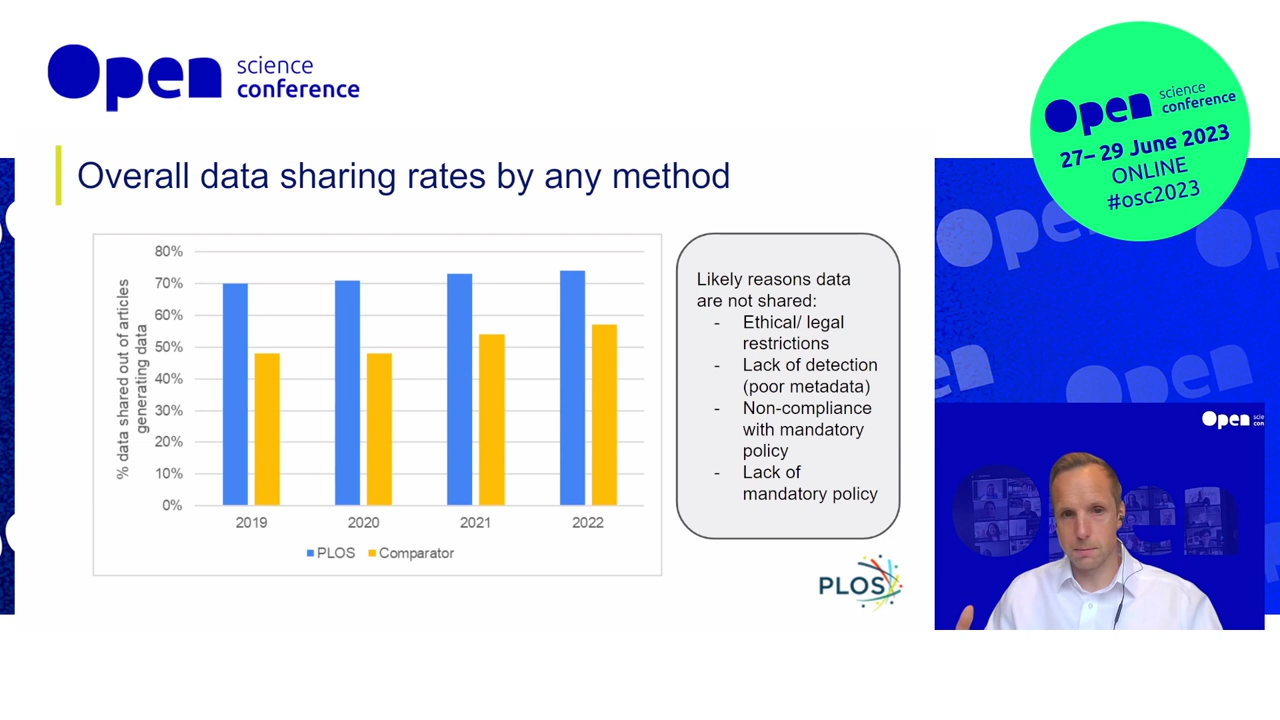 Open science conference
Open science conference
27– 29 June 2023
ONLINE
#osc2023
Overall data sharing rates by any method
% data shared out of articles
generating data
80%
70%
60%
50%
40%
30%
20%
10%
0%
2019 2020 2021 2022
PLOS Comparator
Likely reasons data
are not shared:
- Ethical/ legal
restrictions
- Lack of detection
(poor metadata)
- Non-compliance
with mandatory
policy
- Lack of
mandatory policy
PLOS
Open
Open